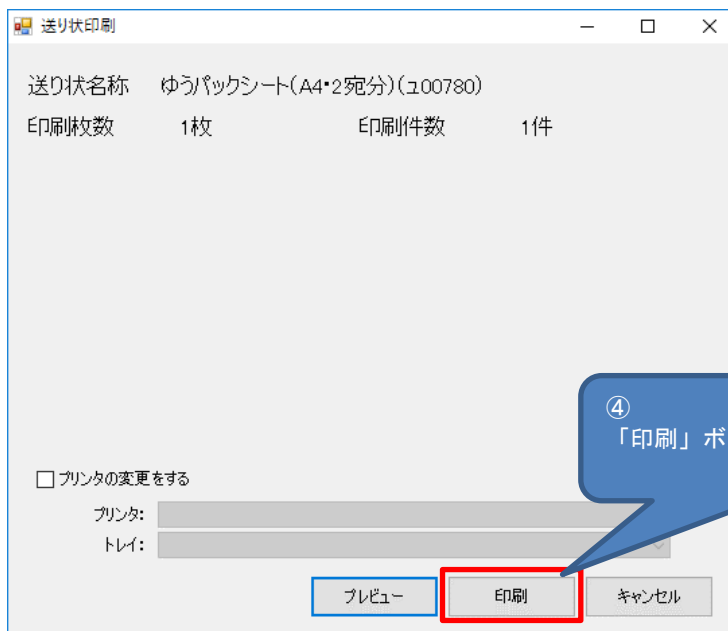 送り状印刷
送り状名称 ゆうパックシート(A4・2宛分)(ュ00780)
印刷枚数 1枚 印刷件数 1件
④
「印刷」ボ
プリンタの変更をする
プリンタ:
トレイ:
プレビュー 印刷 キャンセル